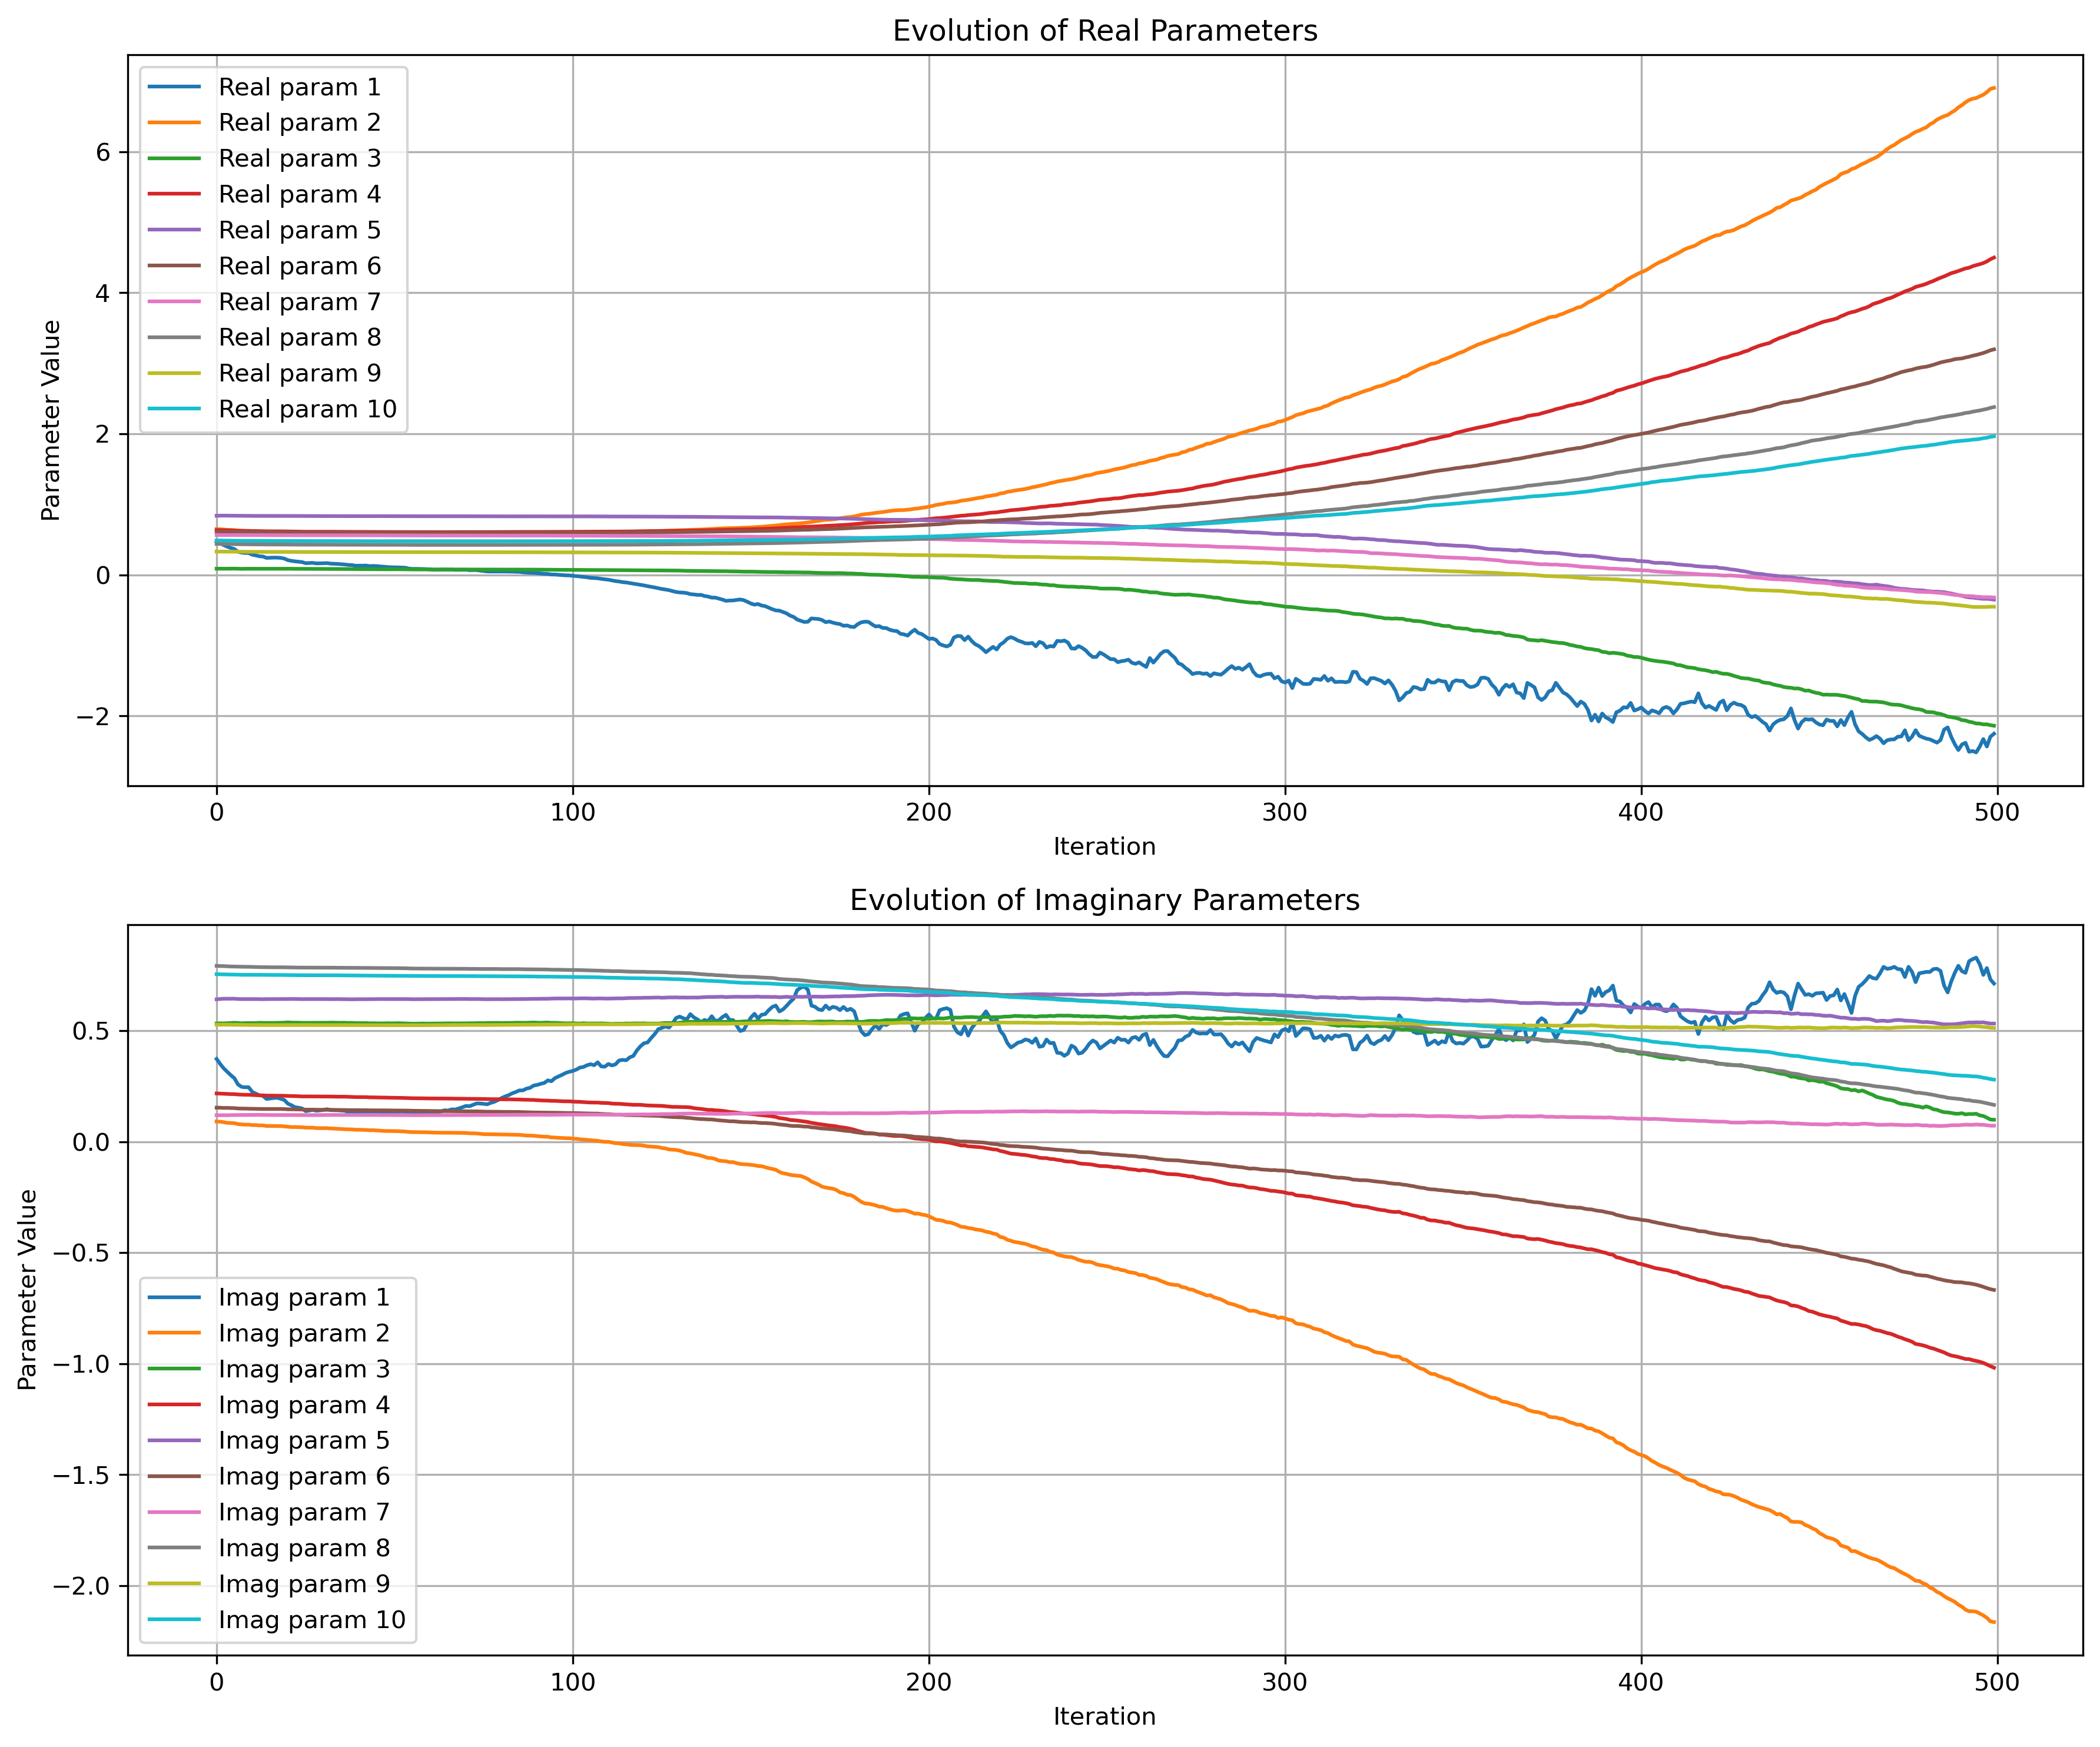 Evolution of Real Parameters
Parameter Value
6
4
2
0
−2
Real param 1
Real param 2
Real param 3
Real param 4
Real param 5
Real param 6
Real param 7
Real param 8
Real param 9
Real param 10
0 100 200 300 400 500
Iteration
Evolution of Imaginary Parameters
Parameter Value
0.5
0.0
−0.5
−1.0
−1.5
−2.0
Imag param 1
Imag param 2
Imag param 3
Imag param 4
Imag param 5
Imag param 6
Imag param 7
Imag param 8
Imag param 9
Imag param 10
0 100 200 300 400 500
Iteration